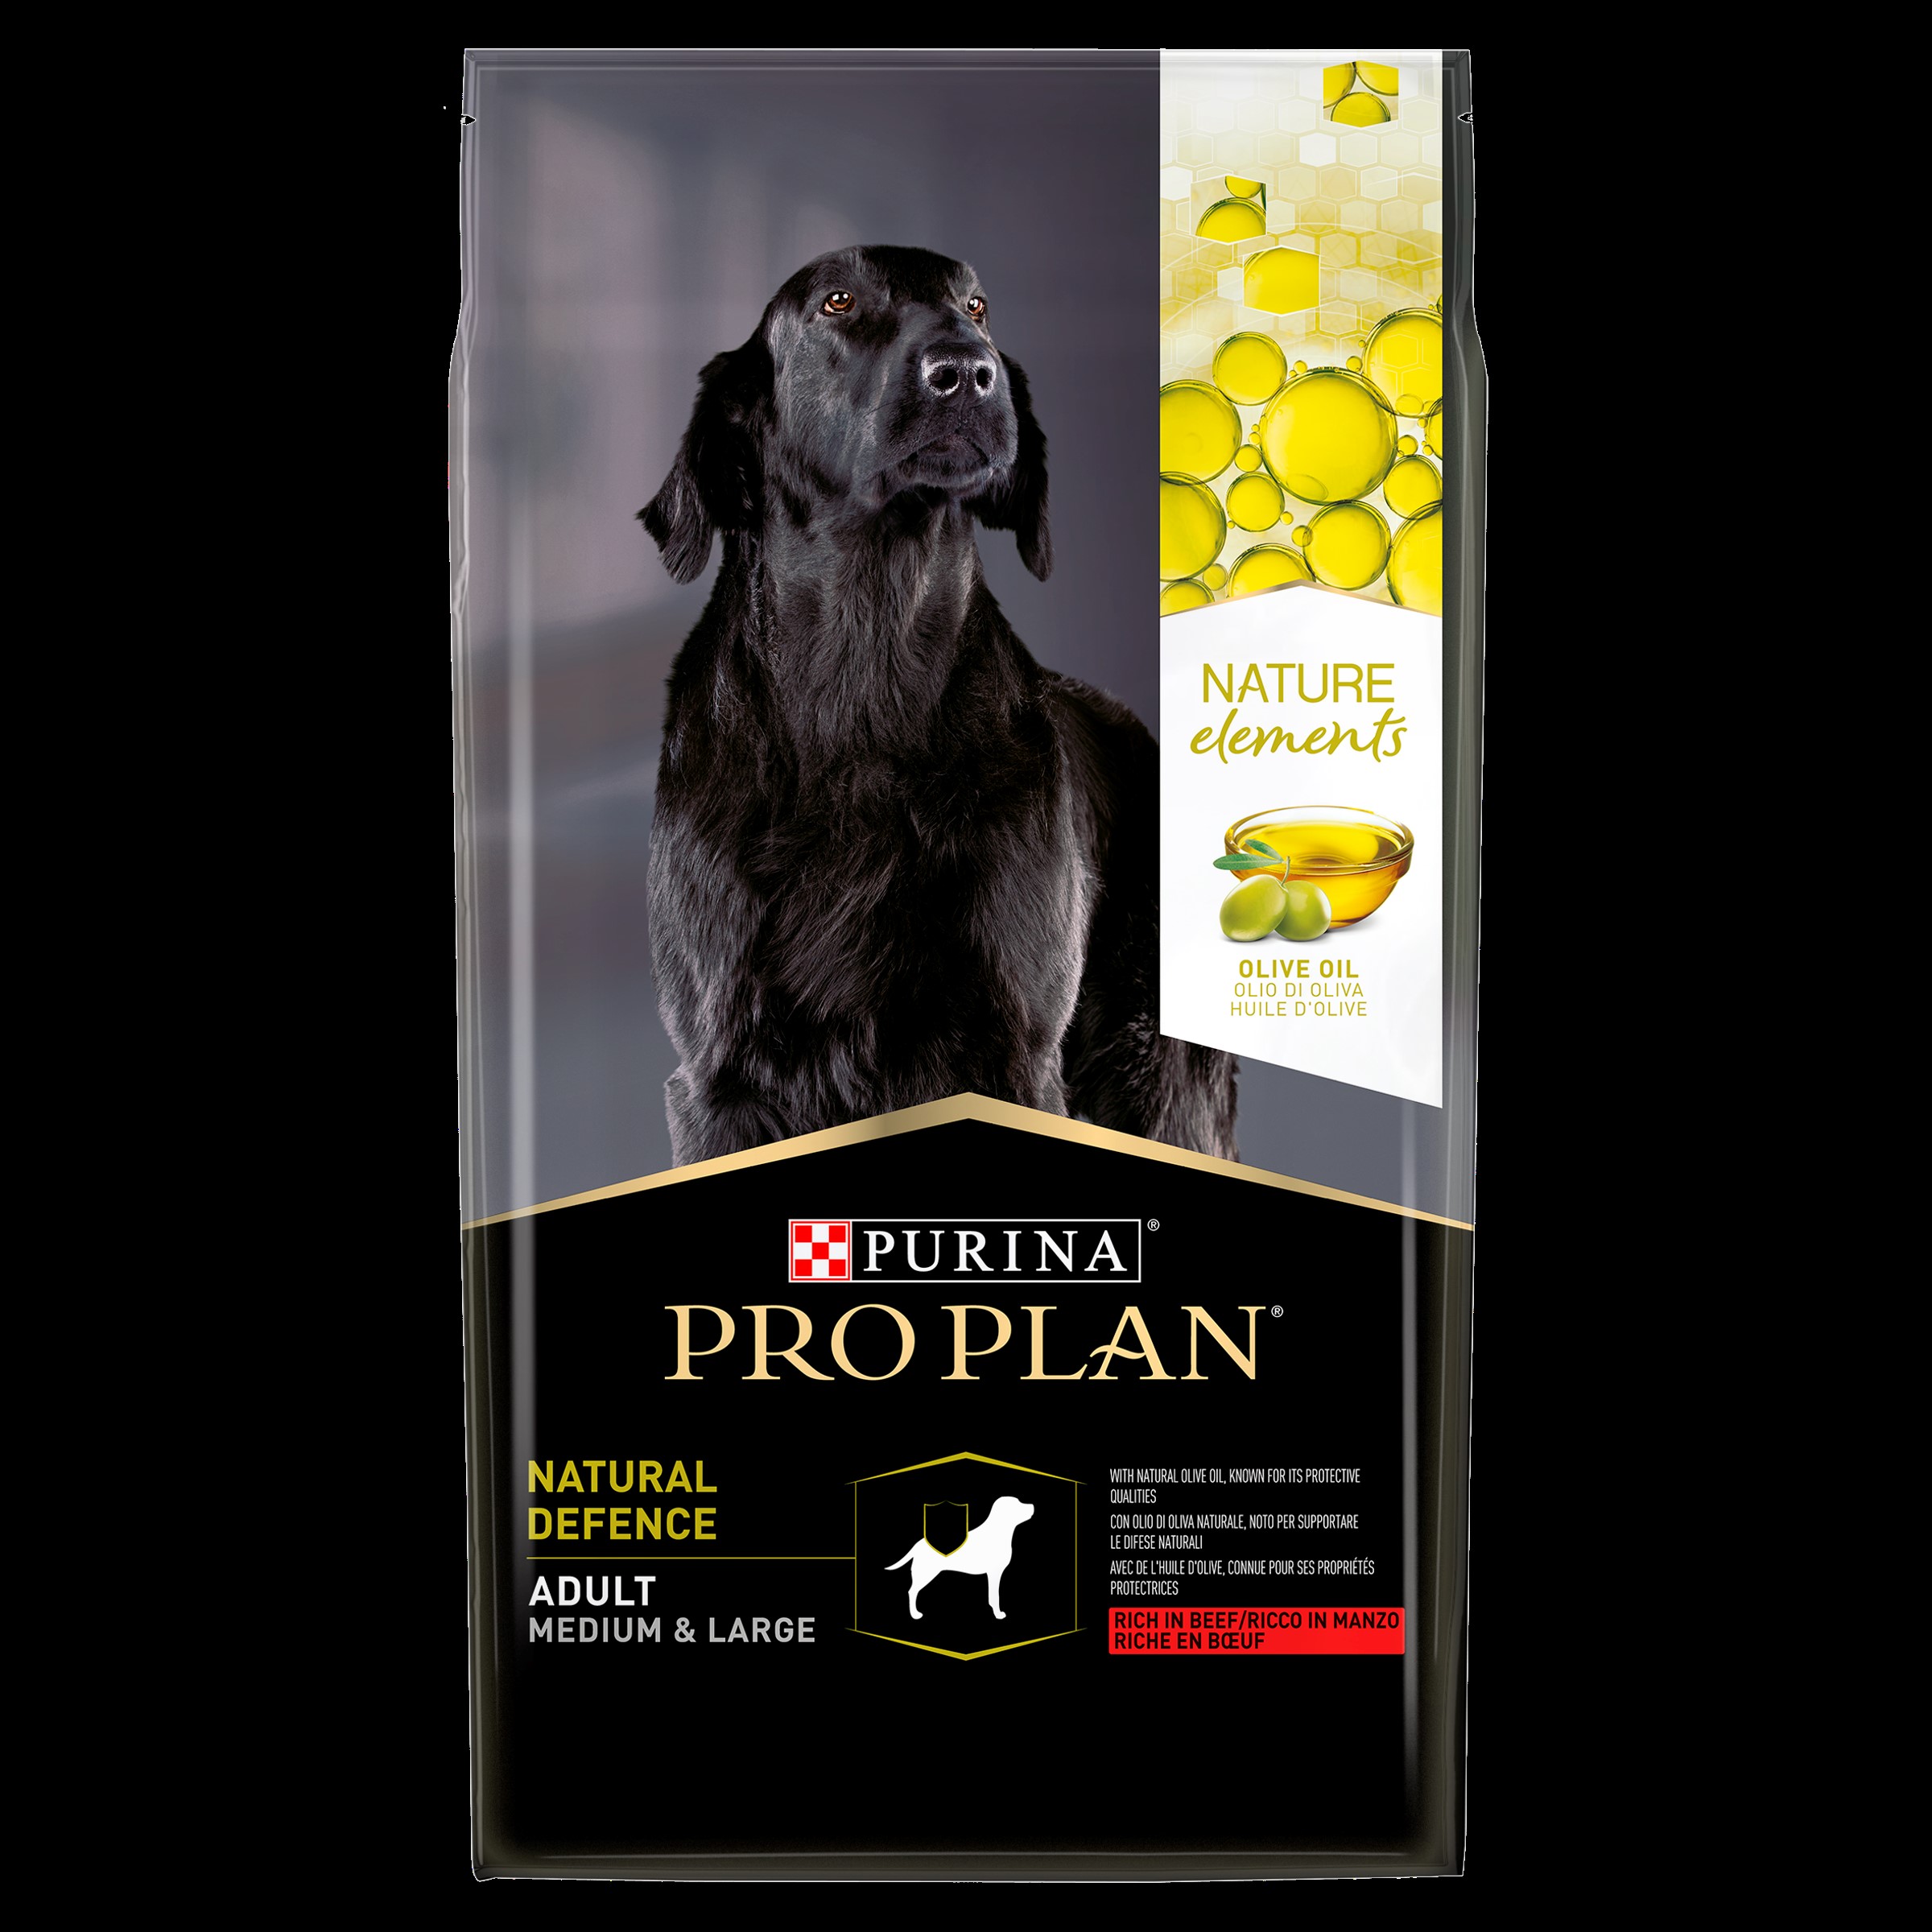 NATURE
elements
OLIVE OIL
OLIO DI OLIVA
HUILE D'OLIVE
PURINA®
PRO PLAN®
NATURAL
DEFENCE
ADULT
MEDIUM & LARGE
WITH NATURAL OLIVE OIL, KNOWN FOR ITS PROTECTIVE
QUALITIES
CON OLIO DI OLIVA NATURALE, NOTO PER SUPPORTARE
LE DIFESE NATURALI
AVEC DE L'HUILE D'OLIVE, CONNUE POUR SES PROPRIÉTÉS
PROTECTRICES
RICH IN BEEF/RICCO IN MANZO
RICHE EN BŒUF